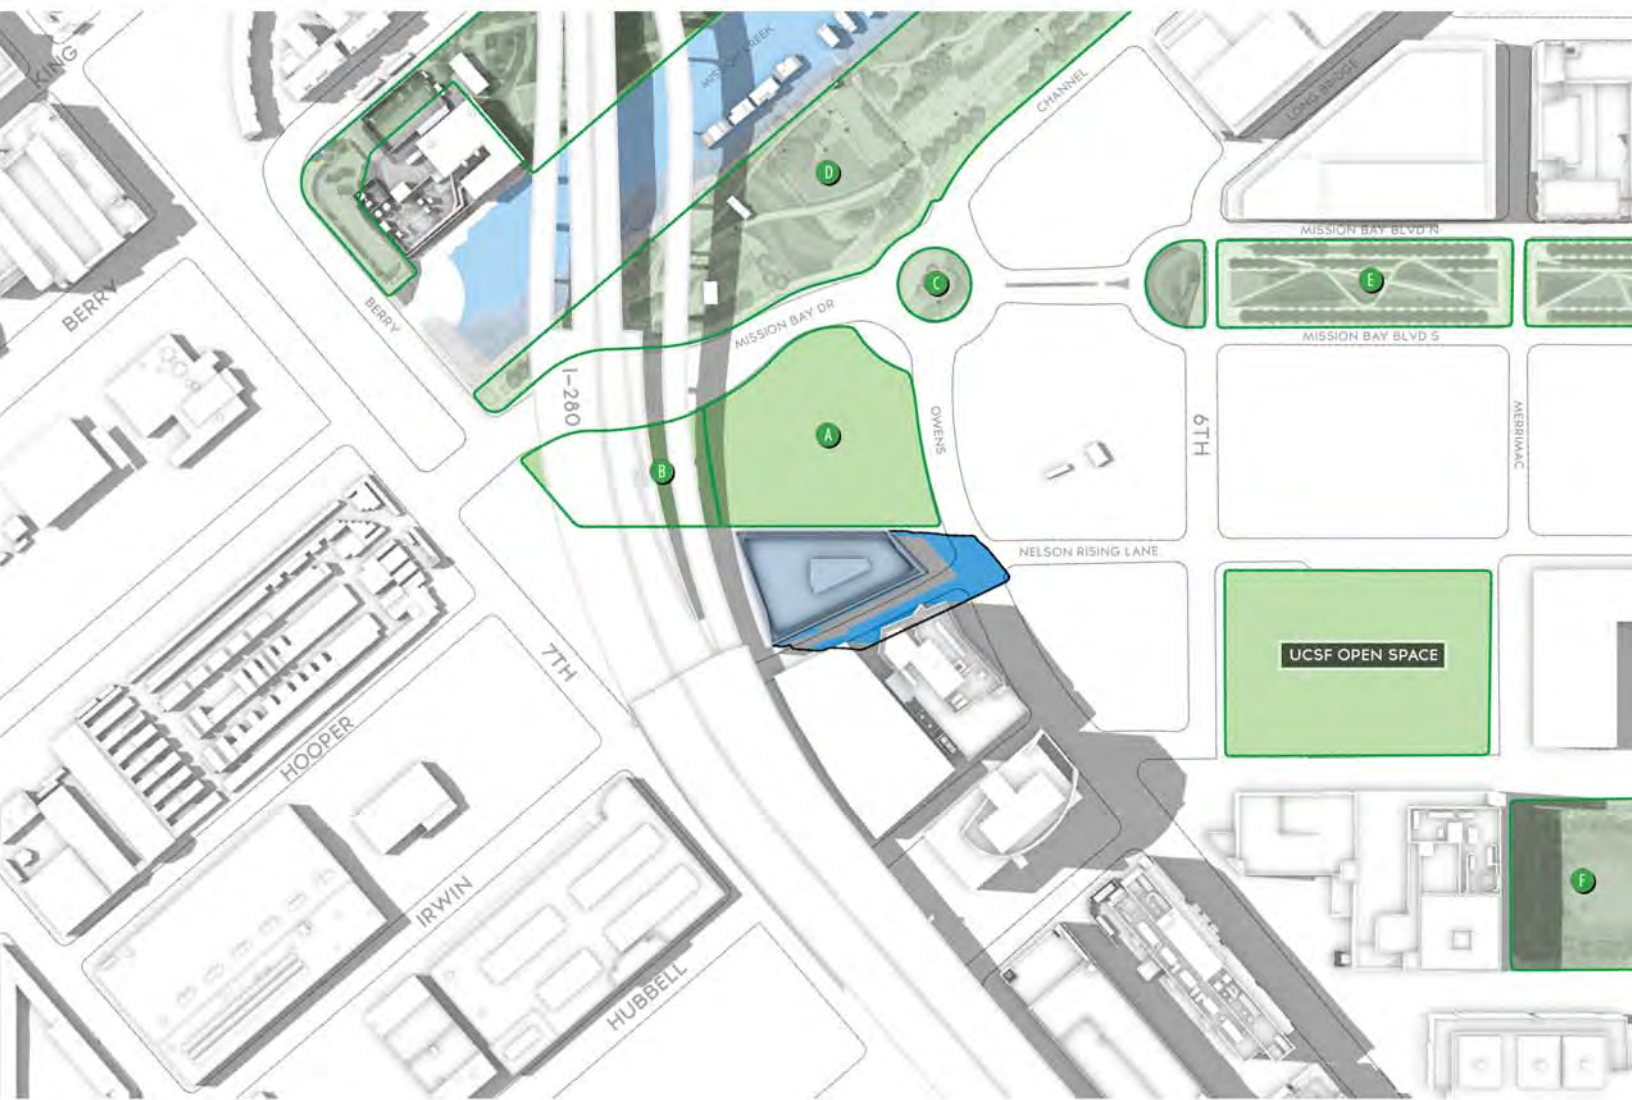 KING
MISSION CREEK
CHANNEL
LONG BRIDGE
D
MISSION BAY BLVD N
C
E
BERRY
BERRY
MISSION BAY DR
MISSION BAY BLVD S
I-280
OWENS
6TH
MERRIMAC
A
B
NELSON RISING LANE
7TH
UCSF OPEN SPACE
HOOPER
IRWIN
F
HUBBELL